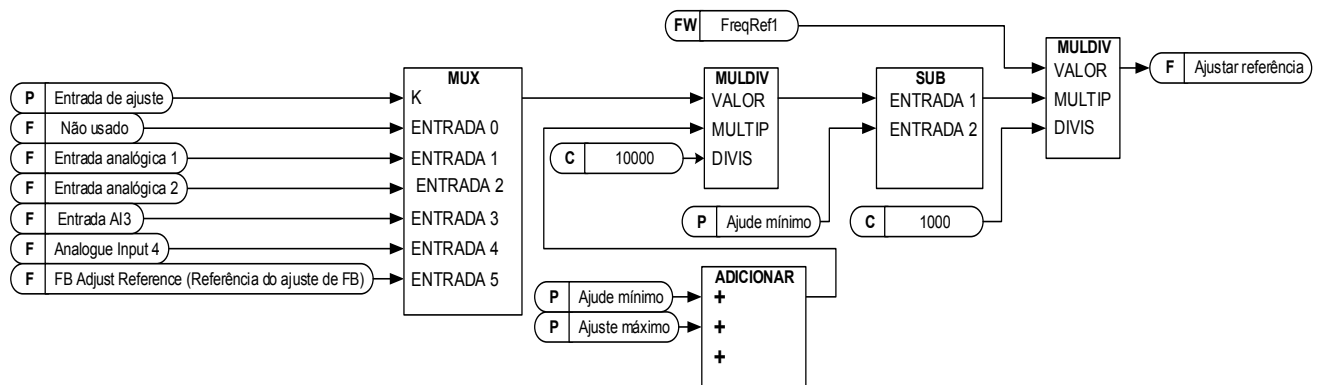 FW FreqRef1
MUX
K
ENTRADA 0
ENTRADA 1
ENTRADA 2
ENTRADA 3
ENTRADA 4
ENTRADA 5
P Entrada de ajuste
F Não usado
F Entrada analógica 1
F Entrada analógica 2
F Entrada AI3
F Analogue Input 4
F FB Adjust Reference (Referência do ajuste de FB)
MULDIV
VALOR
MULTIP
DIVIS
C 10000
SUB
ENTRADA 1
ENTRADA 2
P Ajude mínimo
C 1000
MULDIV
VALOR
MULTIP
DIVIS
F Ajustar referência
ADICIONAR
+
+
+
P Ajude mínimo
P Ajuste máximo